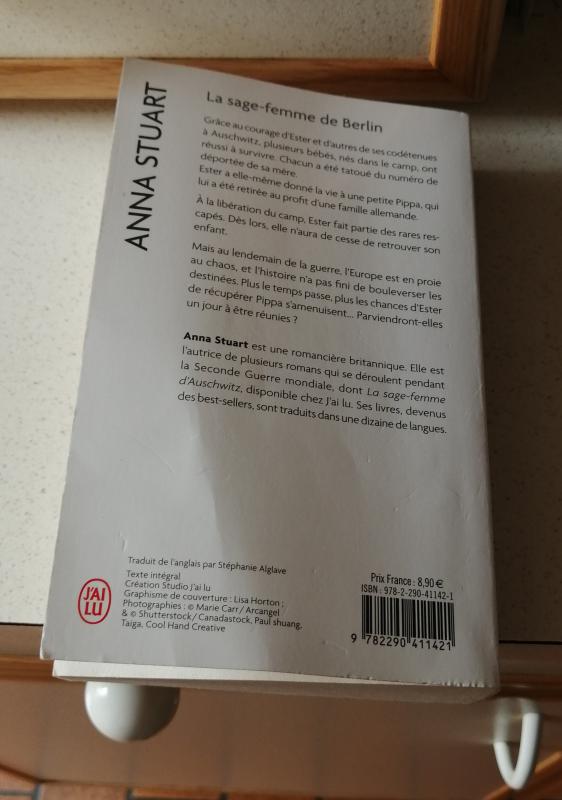 ANNA STUART
La sage-femme de Berlin
Grâce au courage d'Ester et d'autres de ses codétenues
à Auschwitz, plusieurs bébés, nés dans le camp, ont
réussi à survivre. Chacun a été tatoué du numéro de
déportée de sa mère.
Ester a elle-même donné la vie à une petite Pippa, qui
lui a été retirée au profit d'une famille allemande.
À la libération du camp, Ester fait partie des rares res-
capés. Dès lors, elle n'aura de cesse de retrouver son
enfant.
Mais au lendemain de la guerre, l'Europe est en proie
au chaos, et l'histoire n'a pas fini de bouleverser les
destinées. Plus le temps passe, plus les chances d'Ester
de récupérer Pippa s'amenuisent... Parviendront-elles
un jour à être réunies ?
Anna Stuart est une romancière britannique. Elle est
l'autrice de plusieurs romans qui se déroulent pendant
la Seconde Guerre mondiale, dont La sage-femme
d'Auschwitz, disponible chez J'ai lu. Ses livres, devenus
des best-sellers, sont traduits dans une dizaine de langues.
Traduit de l'anglais par Stéphanie Alglave
Texte intégral
Création Studio J'ai lu
Graphisme de couverture : Lisa Horton ;
Photographies : © Marie Carr / Arcangel
& © Shutterstock / Canadastock, Paul shuang,
Taiga, Cool Hand Creative
J'AI
LU
Prix France : 8,90 €
ISBN : 978-2-290-41142-1
9 782290 411421